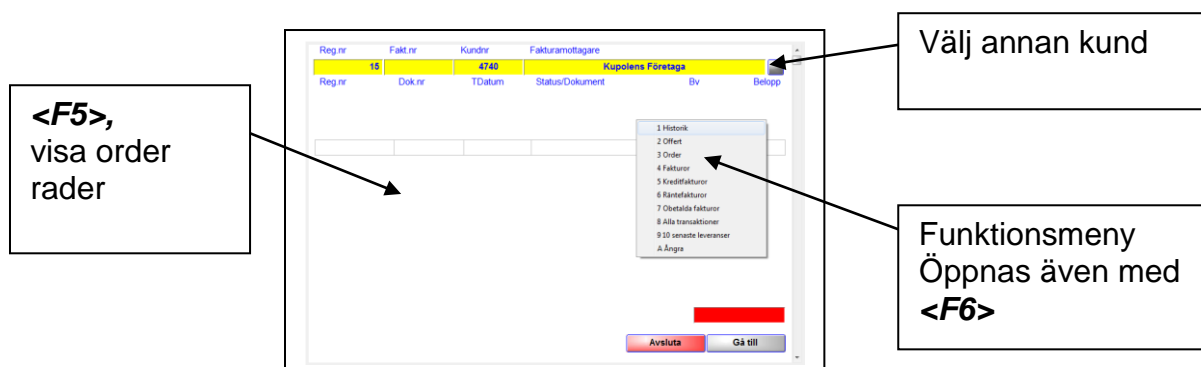 <F5>,
visa order
rader
Reg.nr Fakt.nr Kundnr Fakturamottagare
15 4740 Kupolens Företaga
Reg.nr Dok.nr TDatum Status/Dokument Bv Belopp
1 Historik
2 Offert
3 Order
4 Fakturor
5 Kreditfakturor
6 Räntefakturor
7 Obetalda fakturor
8 Alla transaktioner
9 10 senaste leveranser
A Ångra
Avsluta Gå till
Välj annan kund
Funktionsmeny
Öppnas även med
<F6>